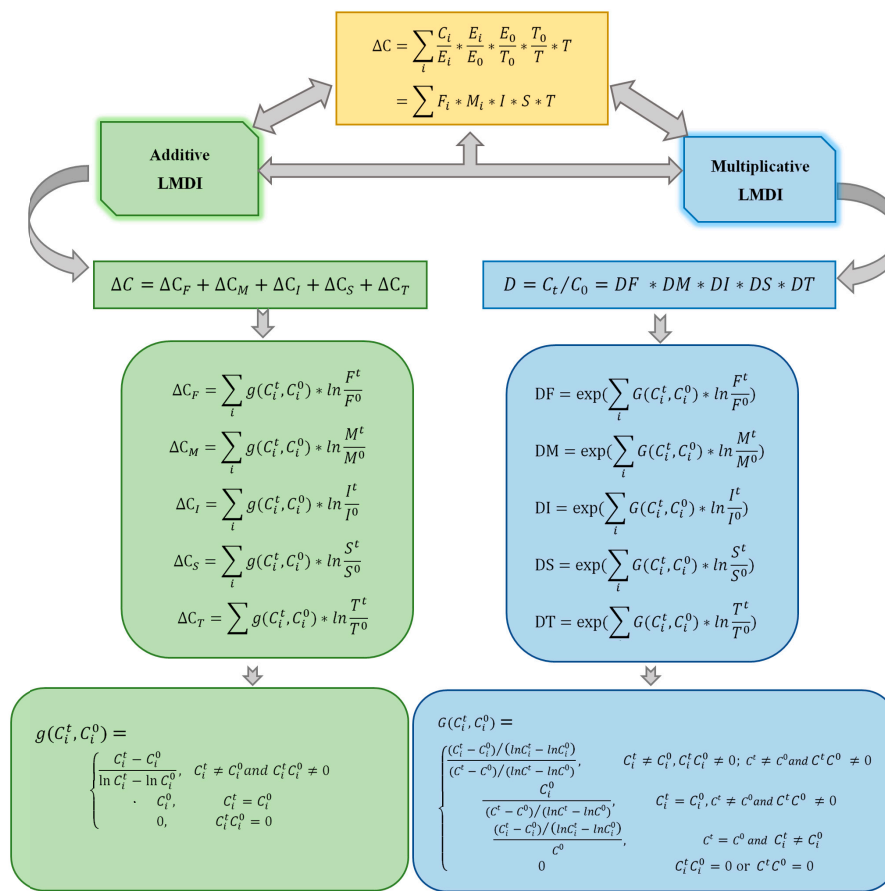 ΔC = ∑_i C_i/E_i * E_i/E_0 * E_0/T_0 * T_0/T * T
= ∑ F_i * M_i * I * S * T
Additive
LMDI
Multiplicative
LMDI
ΔC = ΔC_F + ΔC_M + ΔC_I + ΔC_S + ΔC_T
D = C_t/C_0 = DF * DM * DI * DS * DT
ΔC_F = ∑_i g(C_i^t, C_i^0) * ln F^t/F^0
ΔC_M = ∑_i g(C_i^t, C_i^0) * ln M^t/M^0
ΔC_I = ∑_i g(C_i^t, C_i^0) * ln I^t/I^0
ΔC_S = ∑_i g(C_i^t, C_i^0) * ln S^t/S^0
ΔC_T = ∑ g(C_i^t, C_i^0) * ln T^t/T^0
DF = exp(∑_i G(C_i^t, C_i^0) * ln F^t/F^0)
DM = exp(∑_i G(C_i^t, C_i^0) * ln M^t/M^0)
DI = exp(∑_i G(C_i^t, C_i^0) * ln I^t/I^0)
DS = exp(∑_i G(C_i^t, C_i^0) * ln S^t/S^0)
DT = exp(∑ G(C_i^t, C_i^0) * ln T^t/T^0)
g(C_i^t, C_i^0) =
{ (C_i^t − C_i^0)/(ln C_i^t − ln C_i^0), C_i^t ≠ C_i^0 and C_i^t C_i^0 ≠ 0
· C_i^0, C_i^t = C_i^0
0, C_i^t C_i^0 = 0
G(C_i^t, C_i^0) =
{ ((C_i^t − C_i^0)/(lnC_i^t − lnC_i^0))/((C^t − C^0)/(lnC^t − lnC^0)), C_i^t ≠ C_i^0, C_i^t C_i^0 ≠ 0; C^t ≠ C^0 and C^t C^0 ≠ 0
C_i^0/((C^t − C^0)/(lnC^t − lnC^0)), C_i^t = C_i^0, C^t ≠ C^0 and C^t C^0 ≠ 0
((C_i^t − C_i^0)/(lnC_i^t − lnC_i^0))/C^0, C^t = C^0 and C_i^t ≠ C_i^0
0 C_i^t C_i^0 = 0 or C^t C^0 = 0